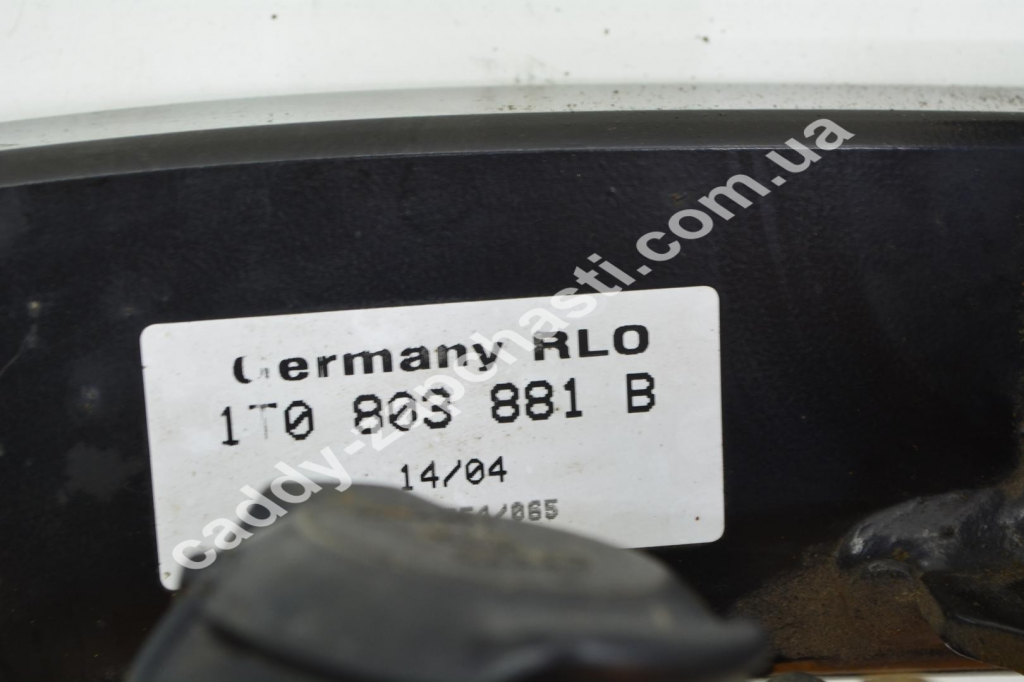 Germany RLO
1T0 803 881 B
14/04
caddy-zapchasti.com.ua